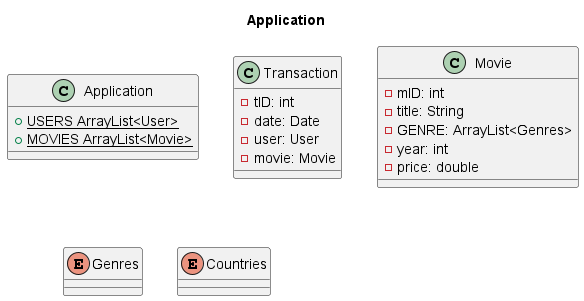 Application
C Application
USERS ArrayList<User>
MOVIES ArrayList<Movie>
C Transaction
tID: int
date: Date
user: User
movie: Movie
C Movie
mID: int
title: String
GENRE: ArrayList<Genres>
year: int
price: double
E Genres
E Countries